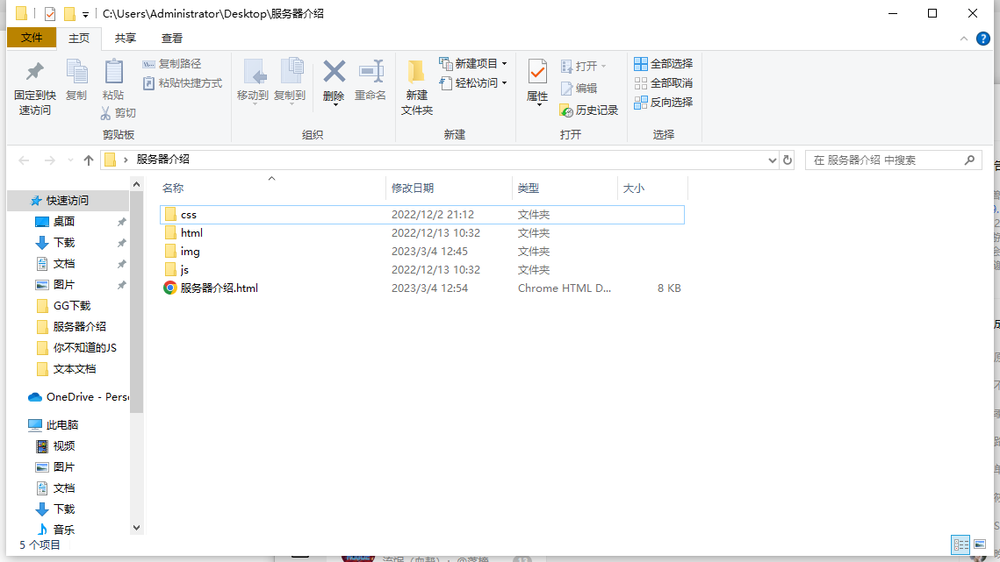 C:\Users\Administrator\Desktop\服务器介绍
文件 主页 共享 查看
固定到快速访问
复制
粘贴
复制路径
粘贴快捷方式
剪切
移动到 复制到 删除 重命名
新建文件夹
新建项目
轻松访问
属性
打开
编辑
历史记录
全部选择
全部取消
反向选择
剪贴板 组织 新建 打开 选择
服务器介绍
在 服务器介绍 中搜索
快速访问
桌面
下载
文档
图片
GG下载
服务器介绍
你不知道的JS
文本文档
OneDrive - Pers
此电脑
视频
图片
文档
下载
音乐
名称 修改日期 类型 大小
css 2022/12/2 21:12 文件夹
html 2022/12/13 10:32 文件夹
img 2023/3/4 12:45 文件夹
js 2022/12/13 10:32 文件夹
服务器介绍.html 2023/3/4 12:54 Chrome HTML D... 8 KB
5 个项目